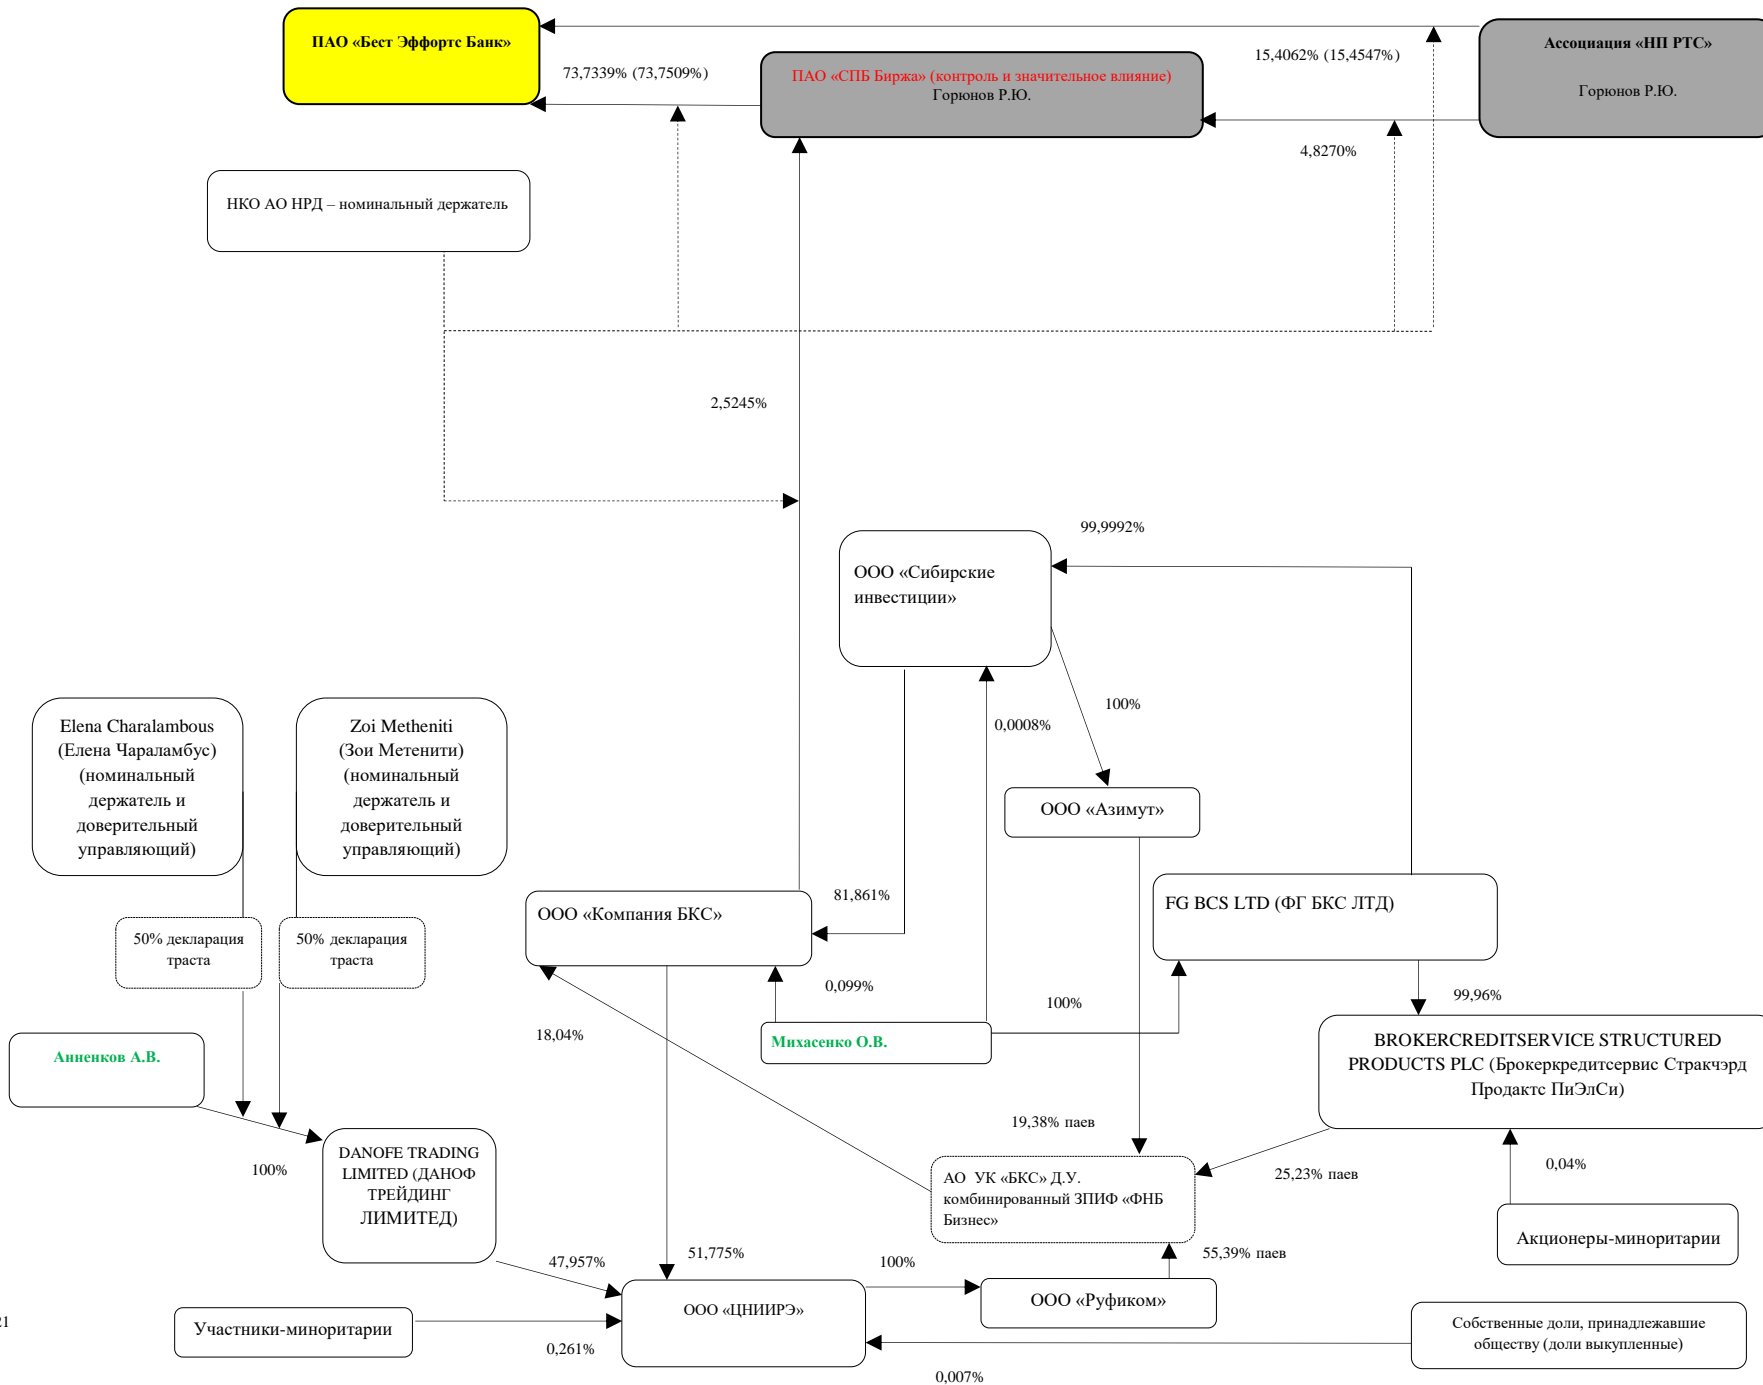 ПАО «Бест Эффортс Банк»
73,7339% (73,7509%)
ПАО «СПБ Биржа» (контроль и значительное влияние)
Горюнов Р.Ю.
15,4062% (15,4547%)
Ассоциация «НП РТС»
Горюнов Р.Ю.
4,8270%
НКО АО НРД – номинальный держатель
2,5245%
99,9992%
ООО «Сибирские
инвестиции»
100%
0,0008%
Elena Charalambous
(Елена Чараламбус)
(номинальный
держатель и
доверительный
управляющий)
Zoi Metheniti
(Зои Метенити)
(номинальный
держатель и
доверительный
управляющий)
ООО «Азимут»
81,861%
ООО «Компания БКС»
FG BCS LTD (ФГ БКС ЛТД)
50% декларация
траста
50% декларация
траста
0,099%
100%
99,96%
18,04%
Анненков А.В.
Михасенко О.В.
BROKERCREDITSERVICE STRUCTURED
PRODUCTS PLC (Брокеркредитсервис Стракчэрд
Продактс ПиЭлСи)
19,38% паев
100%
DANOFE TRADING
LIMITED (ДАНОФ
ТРЕЙДИНГ
ЛИМИТЕД)
АО  УК «БКС» Д.У.
комбинированный ЗПИФ «ФНБ
Бизнес»
25,23% паев
0,04%
Акционеры-миноритарии
47,957%
51,775%
100%
55,39% паев
ООО «ЦНИИРЭ»
ООО «Руфиком»
21
Участники-миноритарии
0,261%
Собственные доли, принадлежавшие
обществу (доли выкупленные)
0,007%